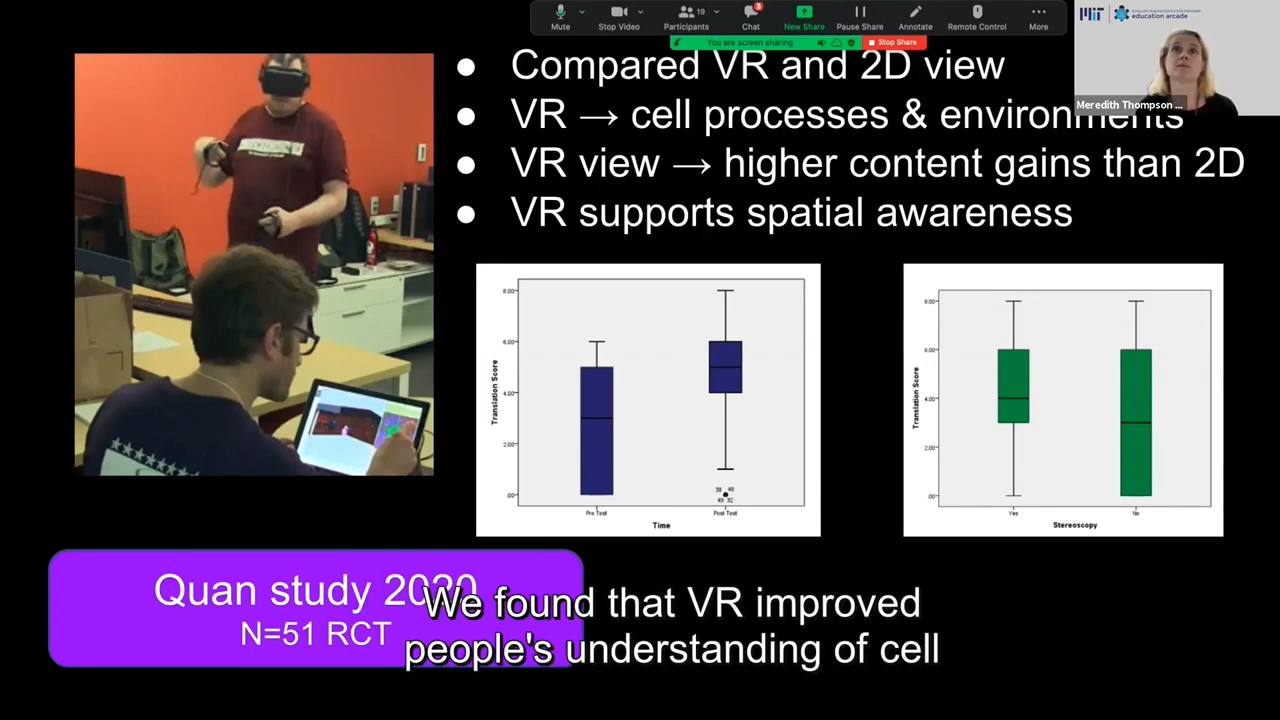 Mute
Stop Video
Participants
19
Chat
3
New Share
Pause Share
Annotate
Remote Control
More
You are screen sharing
Stop Share
MIT
education arcade
Meredith Thompson ...
● Compared VR and 2D view
● VR → cell processes & environments
● VR view → higher content gains than 2D
● VR supports spatial awareness
Translation Score
8.00
6.00
4.00
2.00
.00
Pre Test
Post Test
Time
Translation Score
8.00
6.00
4.00
2.00
.00
Yes
No
Stereoscopy
Quan study 2020
N=51 RCT
We found that VR improved
people's understanding of cell